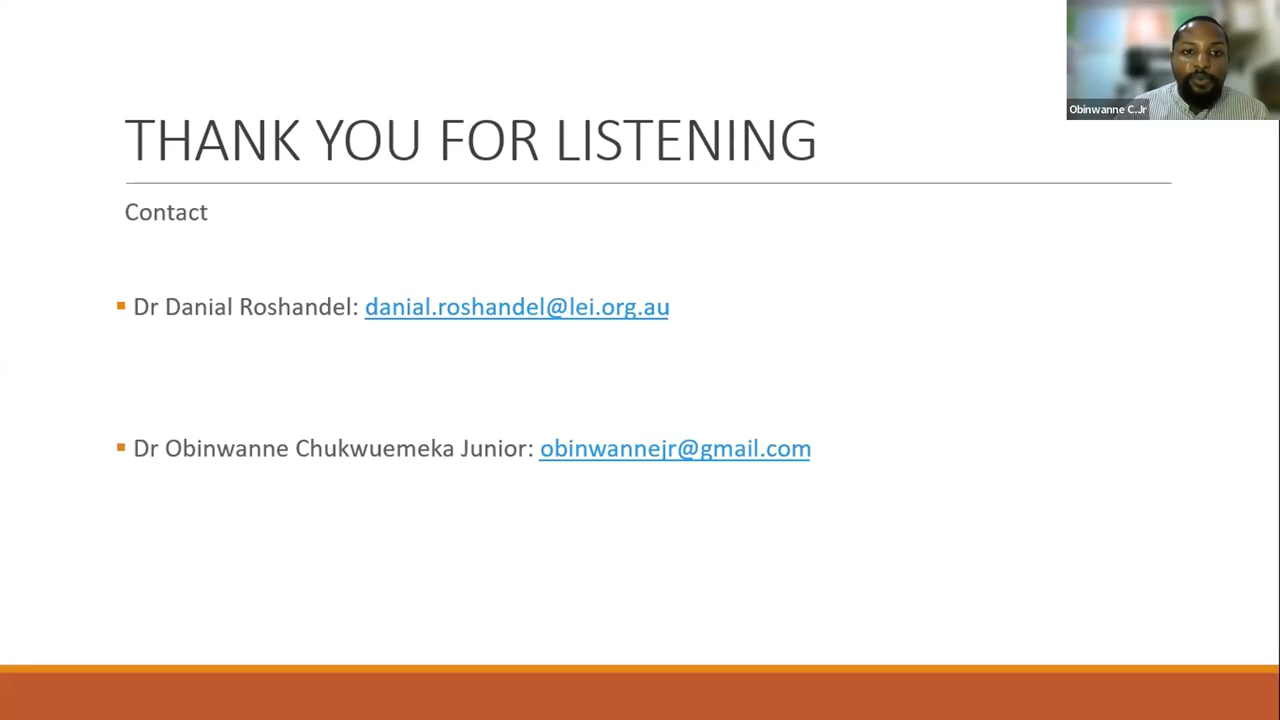 Obinwanne C.Jr
THANK YOU FOR LISTENING
Contact
Dr Danial Roshandel: danial.roshandel@lei.org.au
Dr Obinwanne Chukwuemeka Junior: obinwannejr@gmail.com